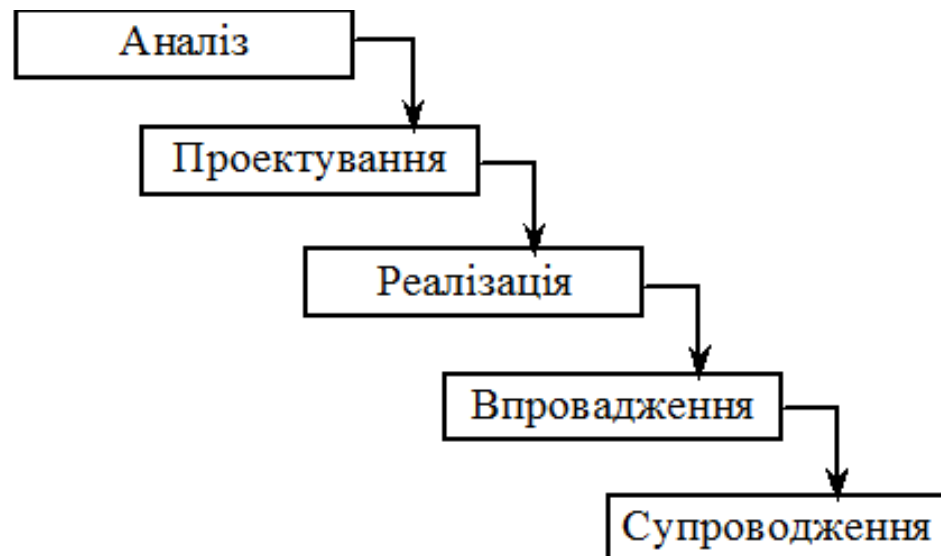 Аналіз
Проектування
Реалізація
Впровадження
Супроводження